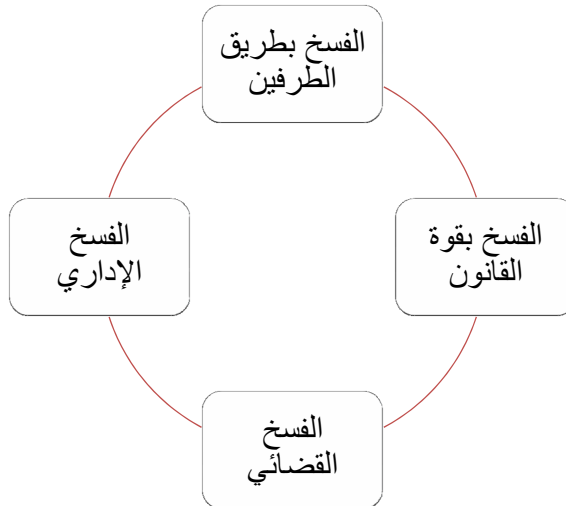 الفسخ بطريق
الطرفين
الفسخ بقوة
القانون
الفسخ
القضائي
الفسخ
الإداري